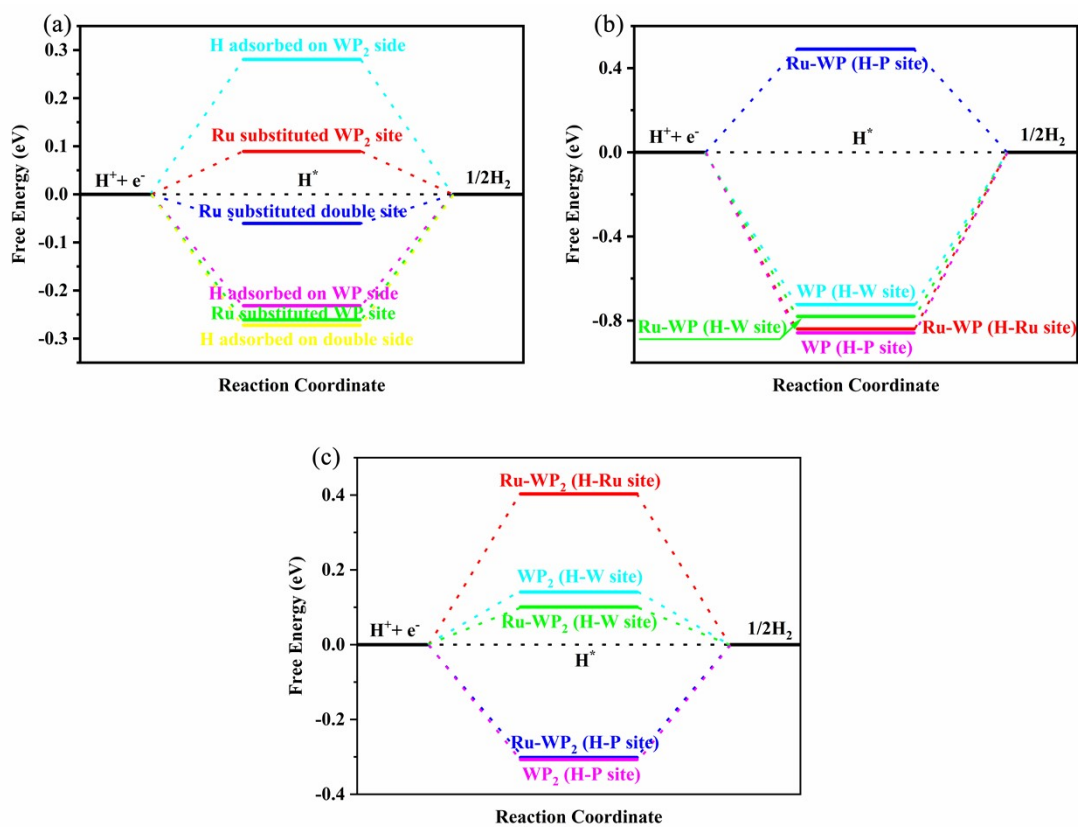 (a)
H adsorbed on WP2 side
0.3
0.2
Ru substituted WP2 site
0.1
H+ + e-
H*
1/2H2
0.0
Ru substituted double site
-0.1
-0.2
H adsorbed on WP side
Ru substituted WP site
-0.3
H adsorbed on double side
Free Energy (eV)
Reaction Coordinate
(b)
0.4
Ru-WP (H-P site)
H+ + e-
H*
1/2H2
0.0
-0.4
WP (H-W site)
-0.8
Ru-WP (H-W site)
Ru-WP (H-Ru site)
WP (H-P site)
Free Energy (eV)
Reaction Coordinate
(c)
Ru-WP2 (H-Ru site)
0.4
WP2 (H-W site)
0.2
Ru-WP2 (H-W site)
H+ + e-
1/2H2
0.0
H*
-0.2
Ru-WP2 (H-P site)
WP2 (H-P site)
-0.4
Free Energy (eV)
Reaction Coordinate